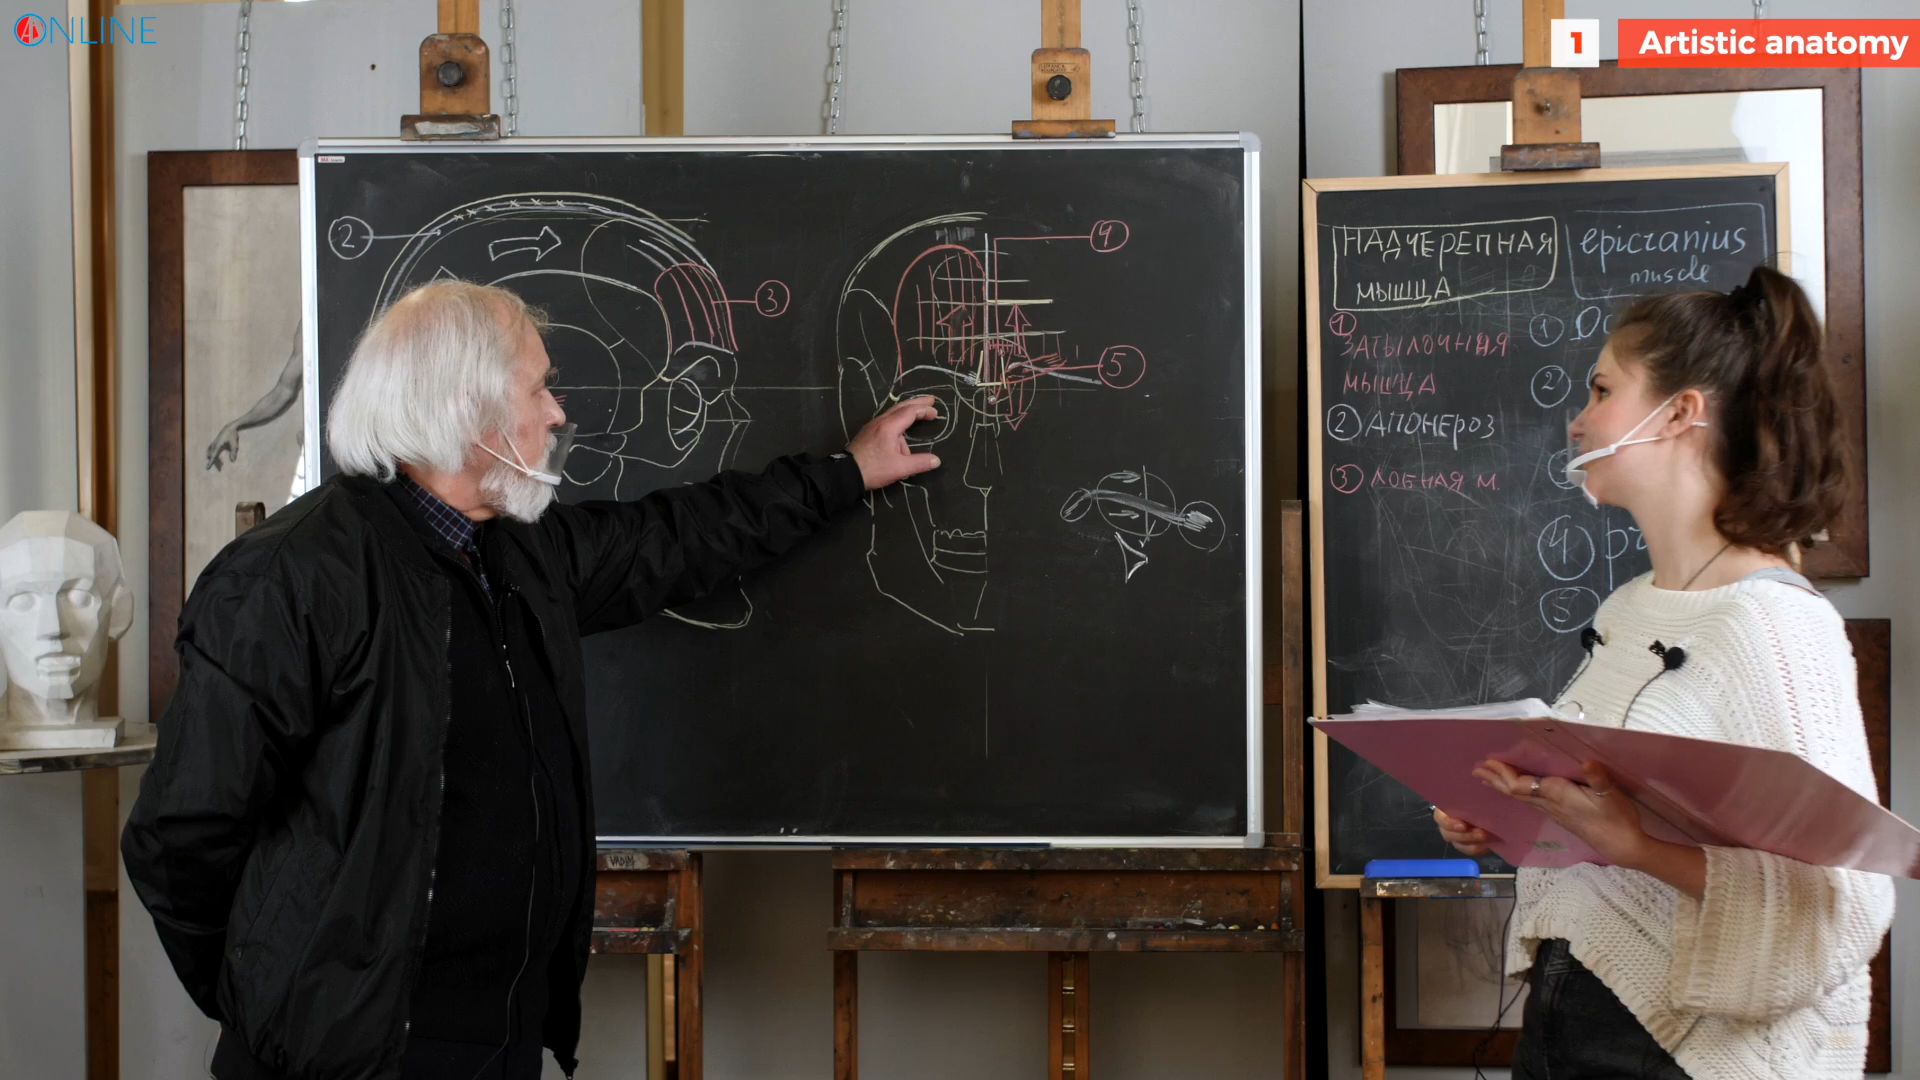 ONLINE
1 Artistic anatomy
2
3
4
5
НАДЧЕРЕПНАЯ
МЫШЦА
1
ЗАТЫЛОЧНАЯ
МЫШЦА
2 АПОНЕРОЗ
3 ЛОБНАЯ М.
epicranius
muscle
1
2
4
5
VADIM